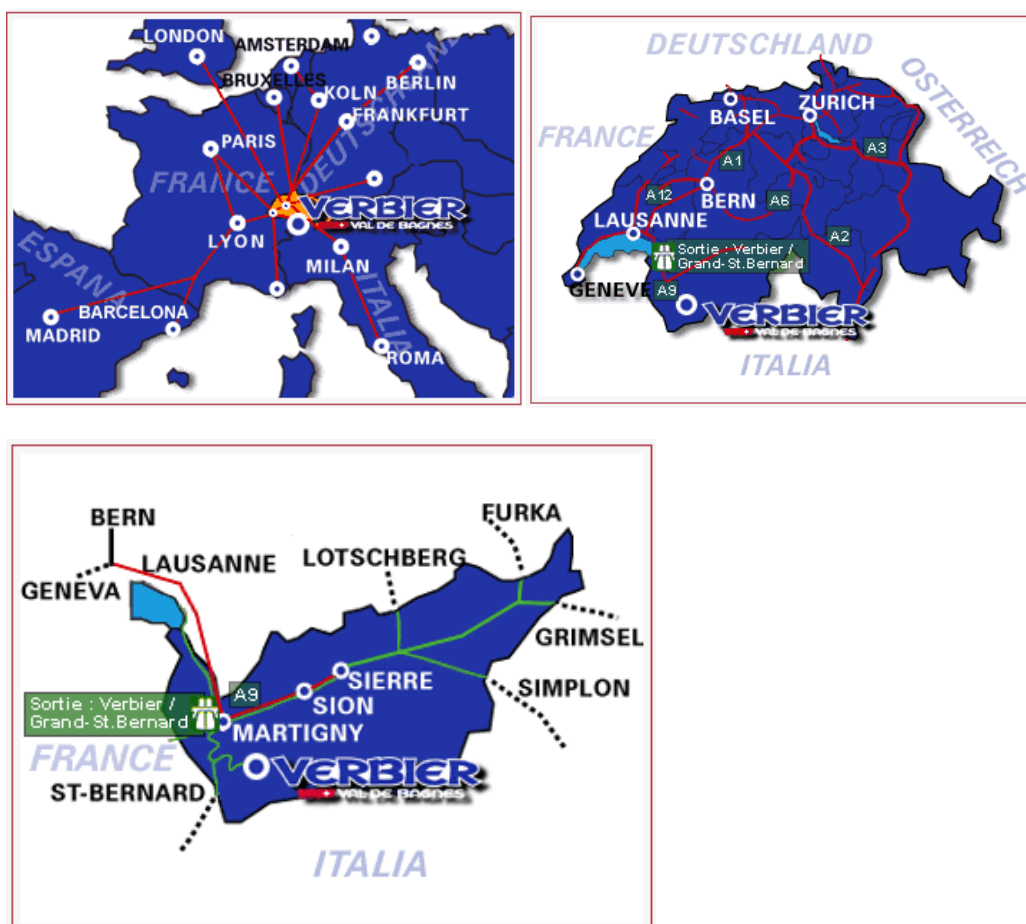 LONDON
AMSTERDAM
BRUXELLES
KOLN
BERLIN
FRANKFURT
DEUTSCHLAND
PARIS
FRANCE
VERBIER
VAL DE BAGNES
LYON
MILAN
ESPANA
ITALIA
BARCELONA
MADRID
ROMA
DEUTSCHLAND
OSTERREICH
BASEL
ZURICH
FRANCE
A1
A3
A12
BERN
A6
LAUSANNE
A2
Sortie : Verbier /
Grand-St.Bernard
GENEVE
A9
VERBIER
VAL DE BAGNES
ITALIA
FURKA
BERN
LOTSCHBERG
LAUSANNE
GENEVA
GRIMSEL
SIERRE
SIMPLON
A9
SION
Sortie : Verbier /
Grand-St.Bernard
MARTIGNY
FRANCE
VERBIER
VAL DE BAGNES
ST-BERNARD
ITALIA